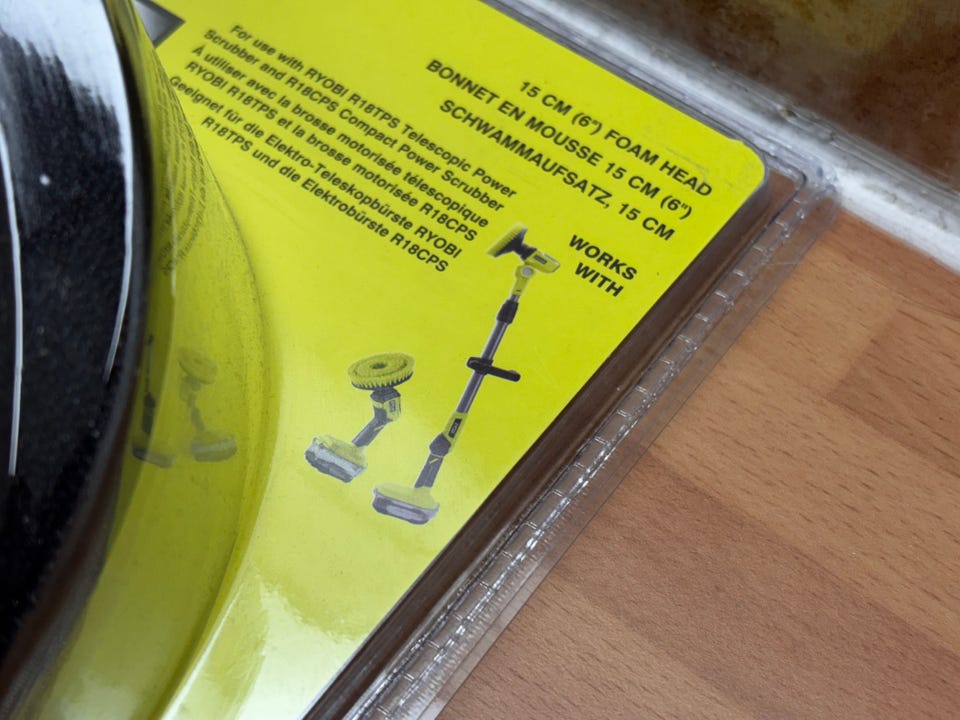 15 CM (6") FOAM HEAD
BONNET EN MOUSSE 15 CM (6")
SCHWAMMAUFSATZ, 15 CM
For use with RYOBI R18TPS Telescopic Power
Scrubber and R18CPS Compact Power Scrubber
À utiliser avec la brosse motorisée télescopique
RYOBI R18TPS et la brosse motorisée R18CPS
Geeignet für die Elektro-Teleskopbürste RYOBI
R18TPS und die Elektrobürste R18CPS
WORKS
WITH